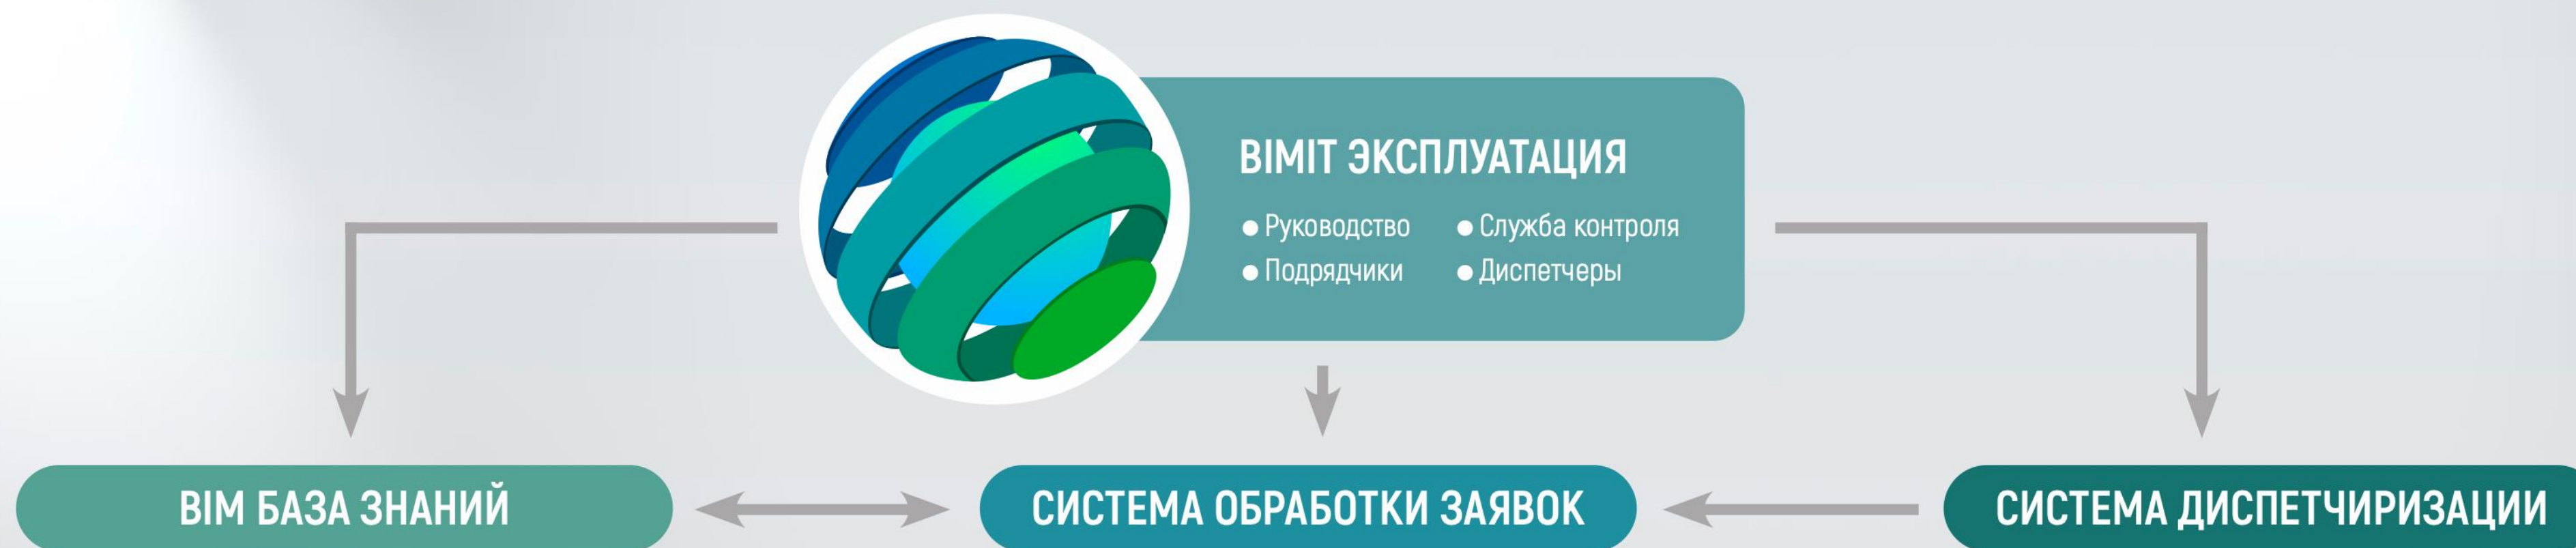 BIMIT ЭКСПЛУАТАЦИЯ
● Руководство ● Служба контроля
● Подрядчики ● Диспетчеры
BIM БАЗА ЗНАНИЙ
СИСТЕМА ОБРАБОТКИ ЗАЯВОК
СИСТЕМА ДИСПЕТЧИРИЗАЦИИ